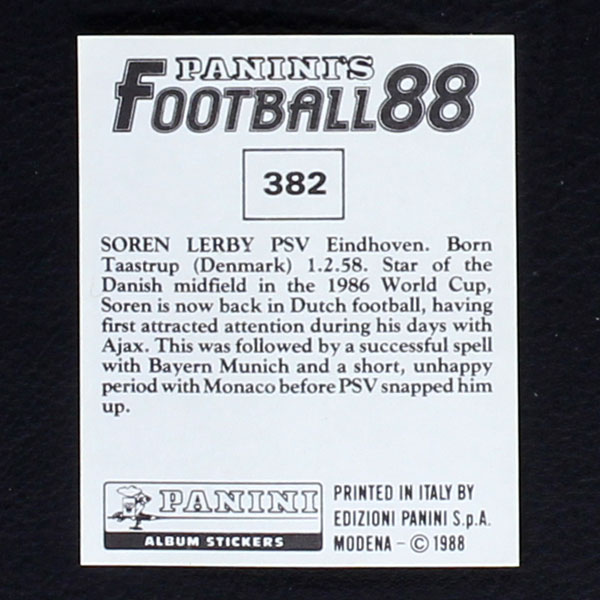 PANINI'S
FOOTBALL 88
382
SOREN LERBY PSV Eindhoven. Born
Taastrup (Denmark) 1.2.58. Star of the
Danish midfield in the 1986 World Cup,
Soren is now back in Dutch football, having
first attracted attention during his days with
Ajax. This was followed by a successful spell
with Bayern Munich and a short, unhappy
period with Monaco before PSV snapped him
up.
PANINI
ALBUM STICKERS
PRINTED IN ITALY BY
EDIZIONI PANINI S.p.A.
MODENA - © 1988